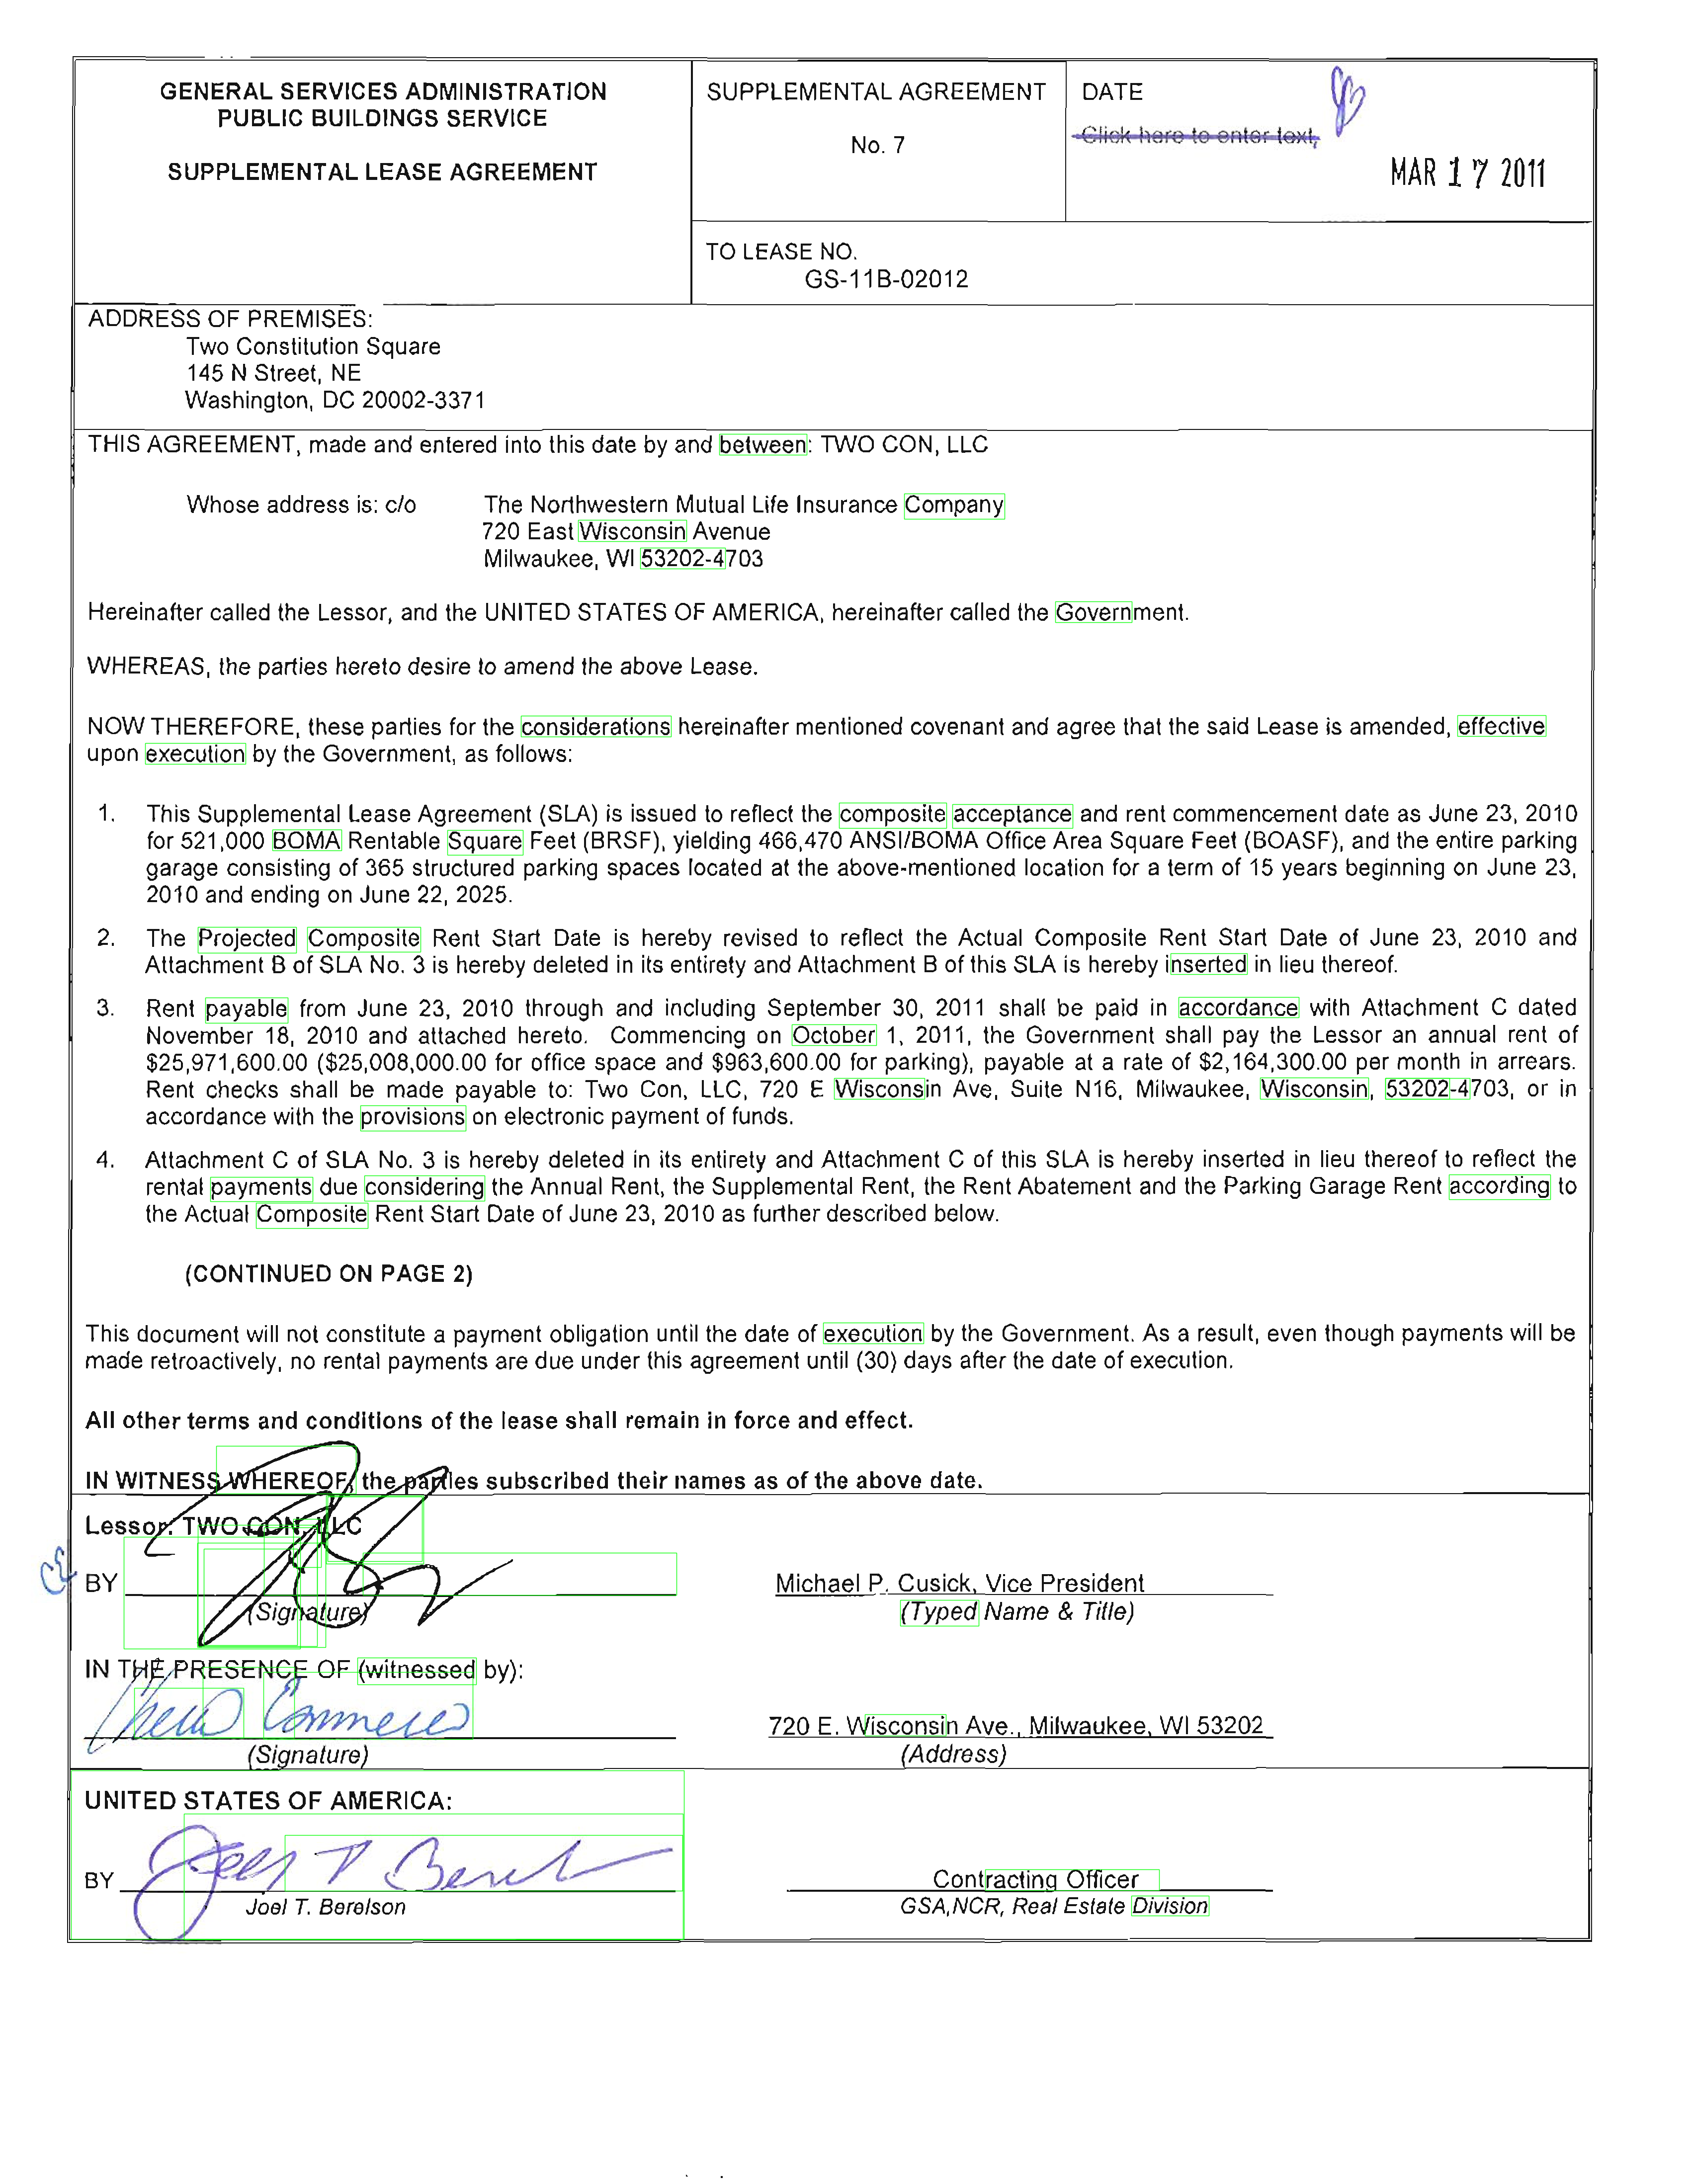 GENERAL SERVICES ADMINISTRATION
PUBLIC BUILDINGS SERVICE
SUPPLEMENTAL LEASE AGREEMENT
SUPPLEMENTAL AGREEMENT
No. 7
DATE
Click here to enter text.
MAR 17 2011
TO LEASE NO.
GS-11B-02012
ADDRESS OF PREMISES:
Two Constitution Square
145 N Street, NE
Washington, DC 20002-3371
THIS AGREEMENT, made and entered into this date by and between: TWO CON, LLC
Whose address is: c/o The Northwestern Mutual Life Insurance Company
720 East Wisconsin Avenue
Milwaukee, WI 53202-4703
Hereinafter called the Lessor, and the UNITED STATES OF AMERICA, hereinafter called the Government.
WHEREAS, the parties hereto desire to amend the above Lease.
NOW THEREFORE, these parties for the considerations hereinafter mentioned covenant and agree that the said Lease is amended, effective
upon execution by the Government, as follows:
1. This Supplemental Lease Agreement (SLA) is issued to reflect the composite acceptance and rent commencement date as June 23, 2010
for 521,000 BOMA Rentable Square Feet (BRSF), yielding 466,470 ANSI/BOMA Office Area Square Feet (BOASF), and the entire parking
garage consisting of 365 structured parking spaces located at the above-mentioned location for a term of 15 years beginning on June 23,
2010 and ending on June 22, 2025.
2. The Projected Composite Rent Start Date is hereby revised to reflect the Actual Composite Rent Start Date of June 23, 2010 and
Attachment B of SLA No. 3 is hereby deleted in its entirety and Attachment B of this SLA is hereby inserted in lieu thereof.
3. Rent payable from June 23, 2010 through and including September 30, 2011 shall be paid in accordance with Attachment C dated
November 18, 2010 and attached hereto. Commencing on October 1, 2011, the Government shall pay the Lessor an annual rent of
$25,971,600.00 ($25,008,000.00 for office space and $963,600.00 for parking), payable at a rate of $2,164,300.00 per month in arrears.
Rent checks shall be made payable to: Two Con, LLC, 720 E Wisconsin Ave, Suite N16, Milwaukee, Wisconsin, 53202-4703, or in
accordance with the provisions on electronic payment of funds.
4. Attachment C of SLA No. 3 is hereby deleted in its entirety and Attachment C of this SLA is hereby inserted in lieu thereof to reflect the
rental payments due considering the Annual Rent, the Supplemental Rent, the Rent Abatement and the Parking Garage Rent according to
the Actual Composite Rent Start Date of June 23, 2010 as further described below.
(CONTINUED ON PAGE 2)
This document will not constitute a payment obligation until the date of execution by the Government. As a result, even though payments will be
made retroactively, no rental payments are due under this agreement until (30) days after the date of execution.
All other terms and conditions of the lease shall remain in force and effect.
IN WITNESS WHEREOF, the parties subscribed their names as of the above date.
Lessor: TWO CON, LLC
BY
(Signature)
Michael P. Cusick, Vice President
(Typed Name & Title)
IN THE PRESENCE OF (witnessed by):
(Signature)
720 E. Wisconsin Ave., Milwaukee, WI 53202
(Address)
UNITED STATES OF AMERICA:
BY
Joel T. Berelson
Contracting Officer
GSA,NCR, Real Estate Division